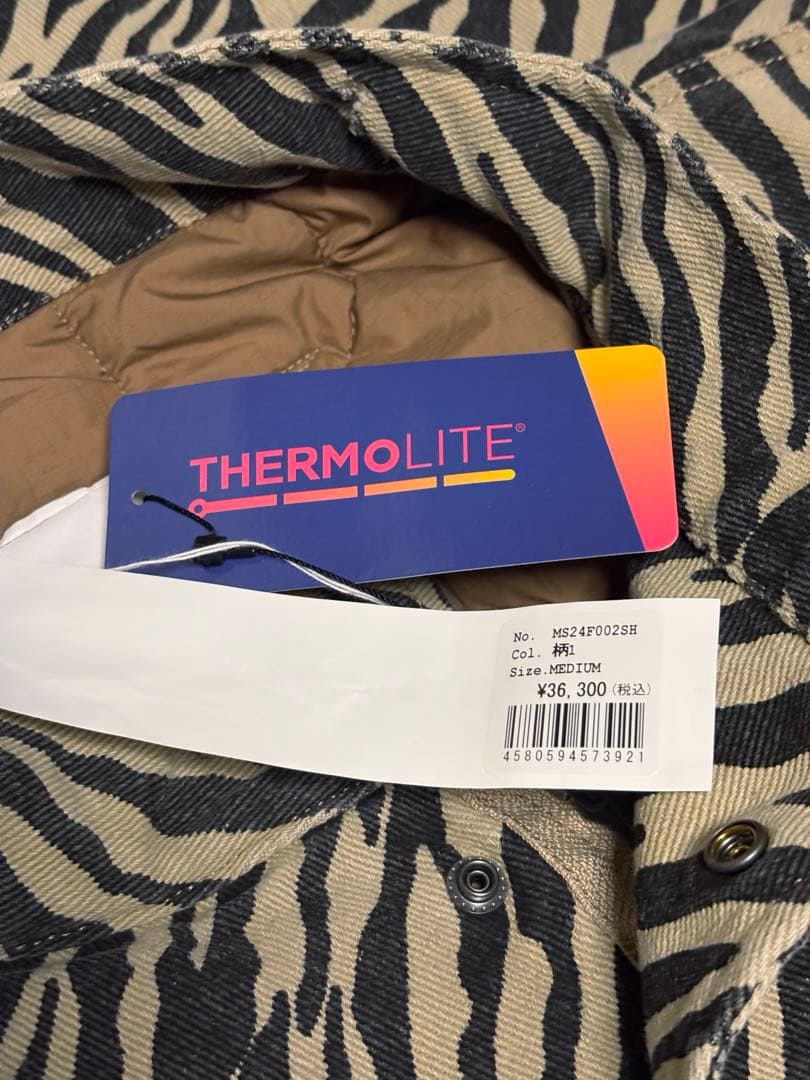 THERMOLITE®
No. MS24F002SH
Col. 柄1
Size.MEDIUM
¥36,300(税込)
4580594573921